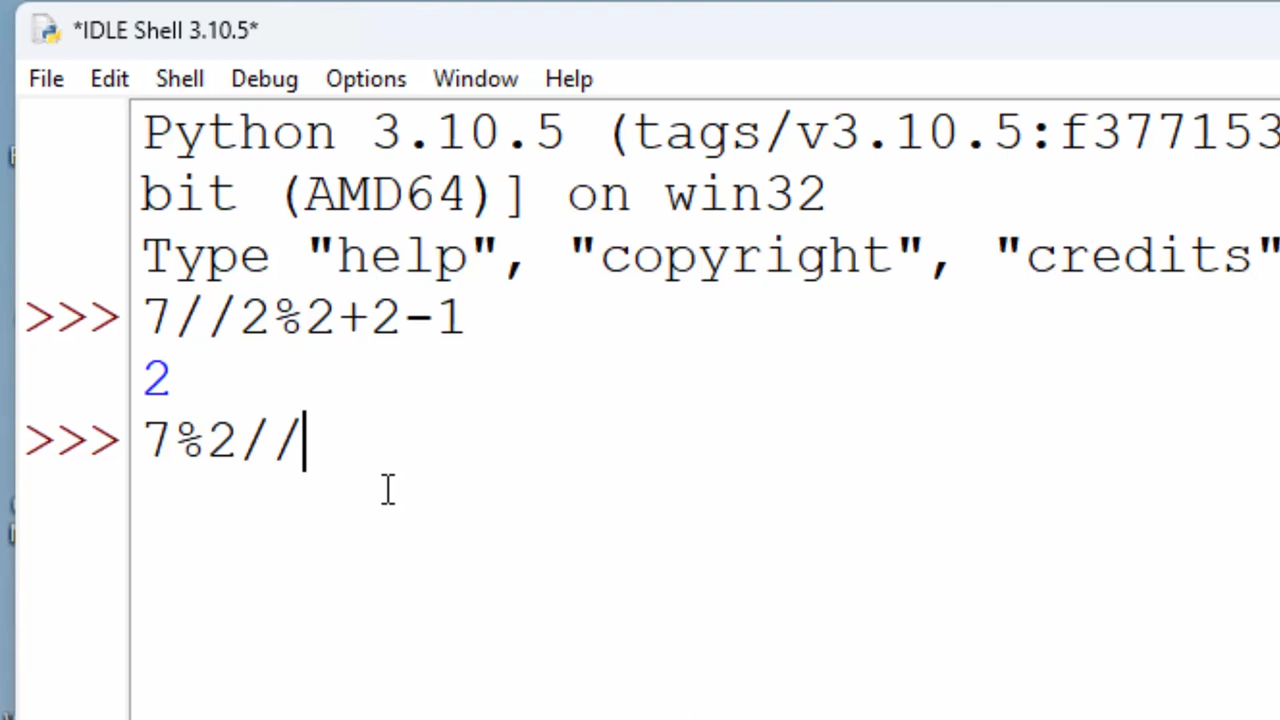 *IDLE Shell 3.10.5*
File Edit Shell Debug Options Window Help
Python 3.10.5 (tags/v3.10.5:f377153
bit (AMD64)] on win32
Type "help", "copyright", "credits"
>>> 7//2%2+2-1
2
>>> 7%2//